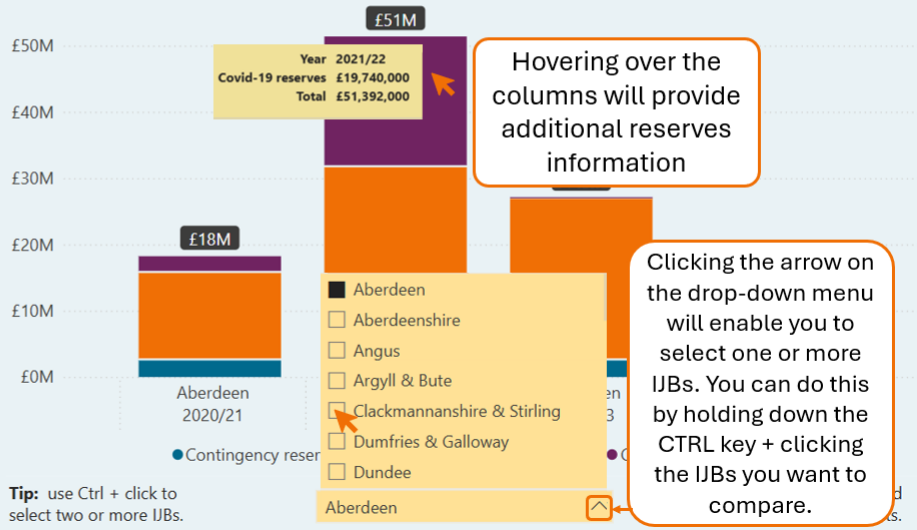 £51M
£50M
Year 2021/22
Covid-19 reserves £19,740,000
Total £51,392,000
Hovering over the
columns will provide
additional reserves
information
£40M
£30M
£20M
£18M
£10M
£0M
Aberdeen
2020/21
Contingency
Aberdeen
Aberdeenshire
Angus
Argyll & Bute
Clackmannanshire & Stirling
Dumfries & Galloway
Dundee
Aberdeen
Clicking the arrow on
the drop-down menu
will enable you to
select one or more
IJBs. You can do this
by holding down the
CTRL key + clicking
the IJBs you want to
compare.
Tip: use Ctrl + click to
select two or more IJBs.